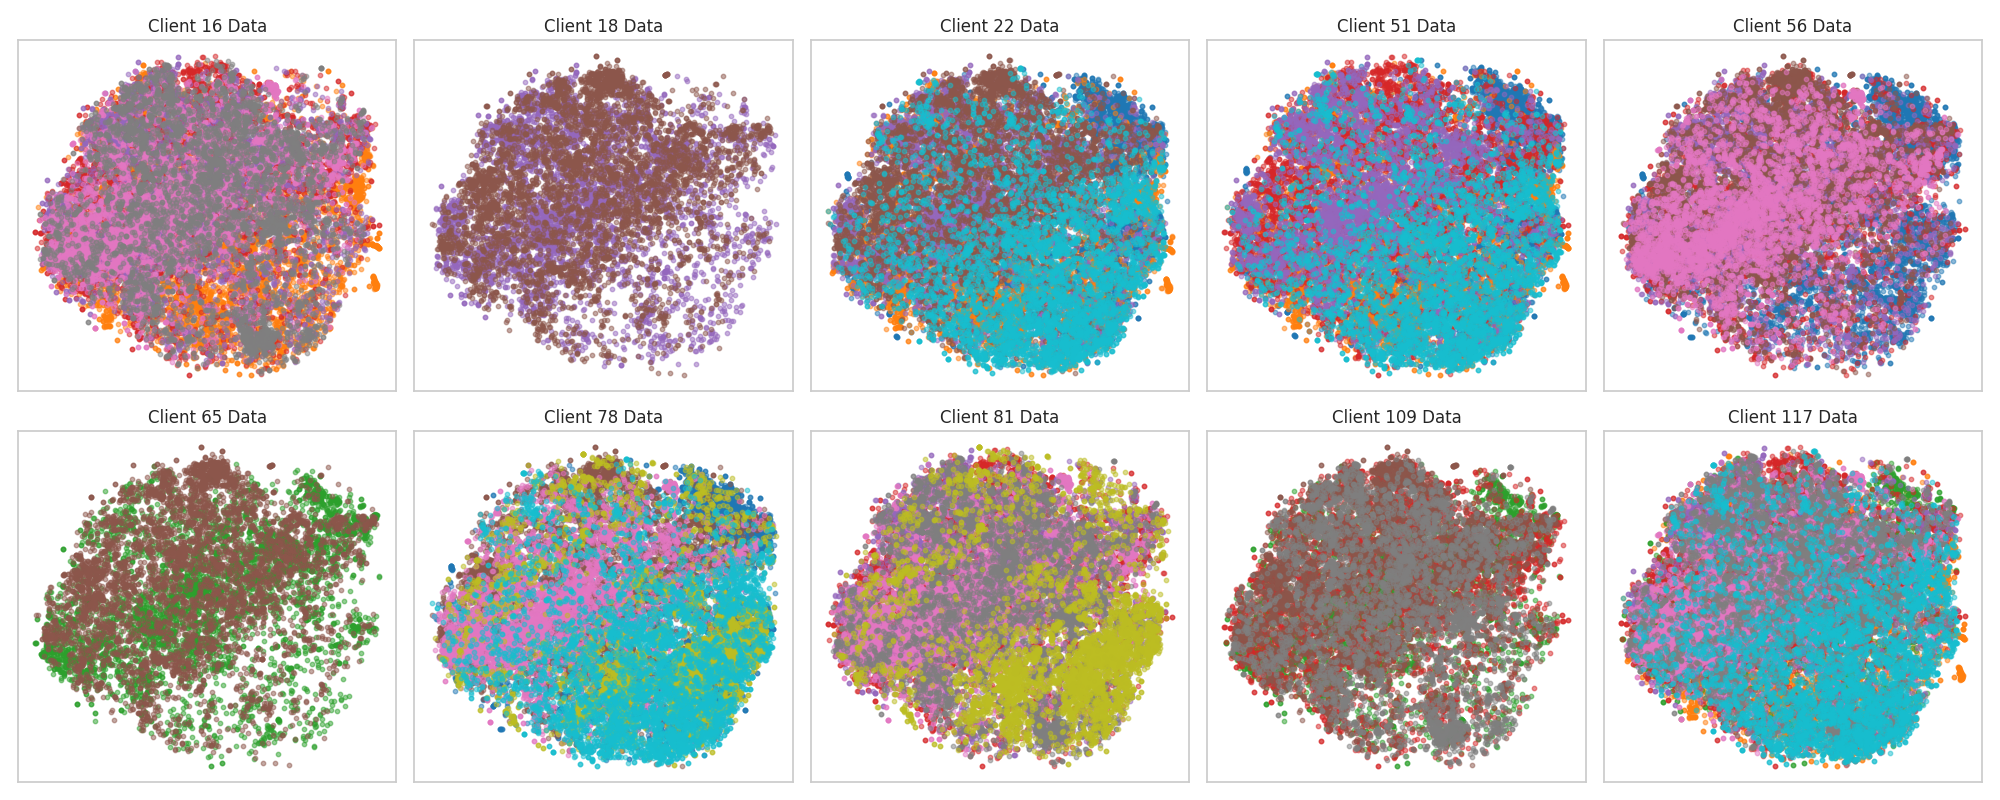 Client 16 Data
Client 18 Data
Client 22 Data
Client 51 Data
Client 56 Data
Client 65 Data
Client 78 Data
Client 81 Data
Client 109 Data
Client 117 Data